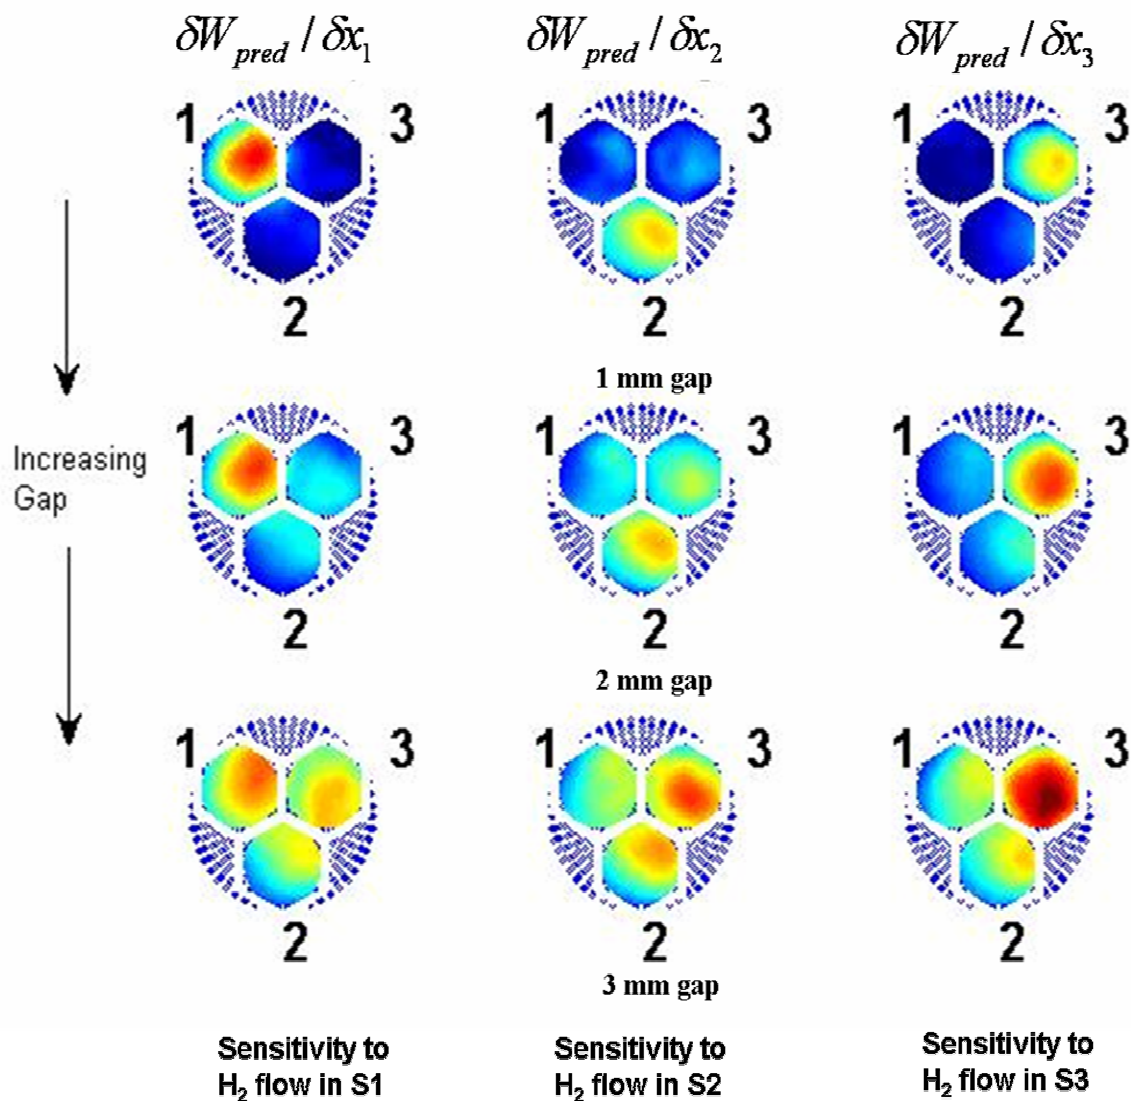 δW_pred / δx_1 δW_pred / δx_2 δW_pred / δx_3
1 3 1 3 1 3
2 2 2
1 mm gap
1 3 1 3 1 3
Increasing
Gap
2 2 2
2 mm gap
1 3 1 3 1 3
2 2 2
3 mm gap
Sensitivity to
H₂ flow in S1
Sensitivity to
H₂ flow in S2
Sensitivity to
H₂ flow in S3